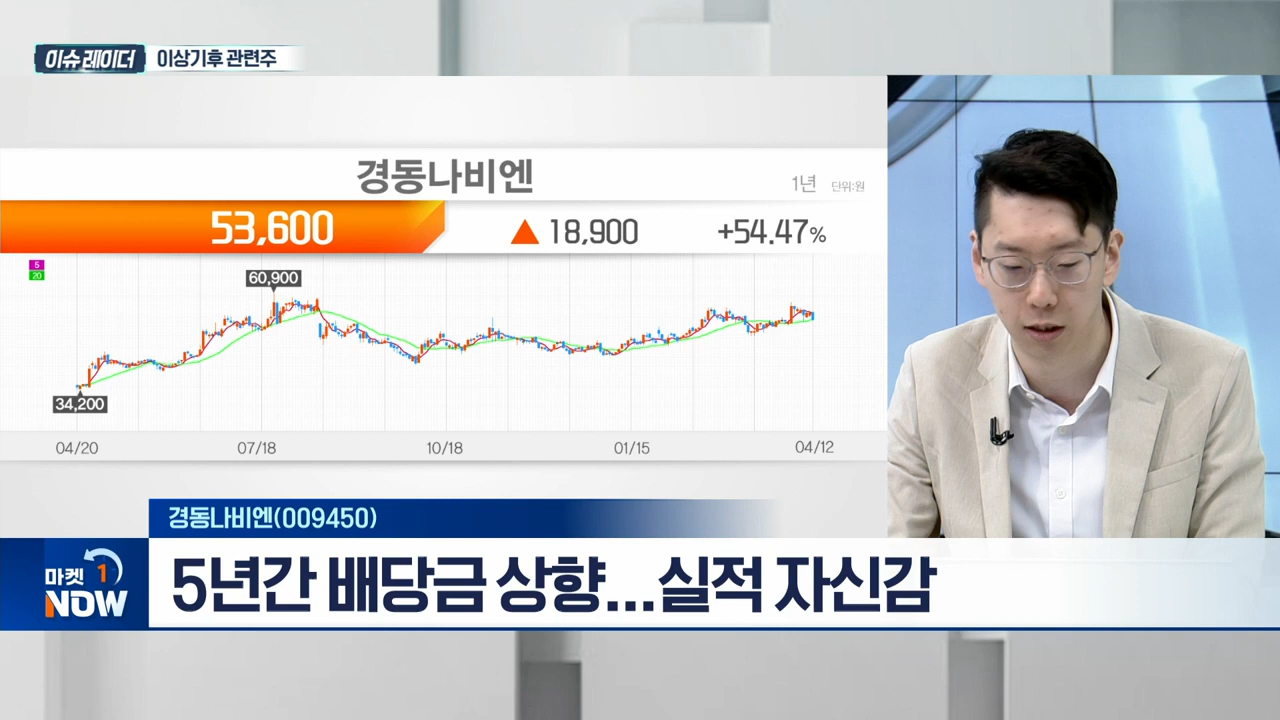 이슈레이더 이상기후 관련주
경동나비엔
1년 단위:원
53,600 ▲ 18,900 +54.47%
5
20
60,900
34,200
04/20 07/18 10/18 01/15 04/12
경동나비엔(009450)
마켓 1
NOW
5년간 배당금 상향...실적 자신감